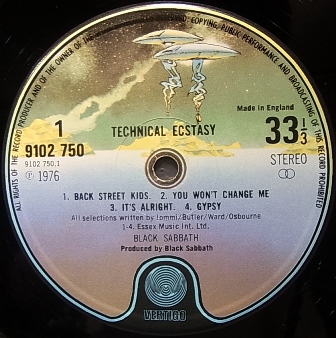 ALL RIGHTS OF THE RECORD PRODUCER AND OF THE OWNER OF THE
COPYING, PUBLIC PERFORMANCE AND BROADCASTING OF THIS RECORD PROHIBITED
Made in England
1
TECHNICAL ECSTASY
33 1/3
9102 750
9102 750.1
STEREO
℗ 1976
1. BACK STREET KIDS. 2. YOU WON'T CHANGE ME
3. IT'S ALRIGHT. 4. GYPSY
All selections written by Iommi/Butler/Ward/Osbourne
1-4. Essex Music Int. Ltd.
BLACK SABBATH
Produced by Black Sabbath
VERTIGO